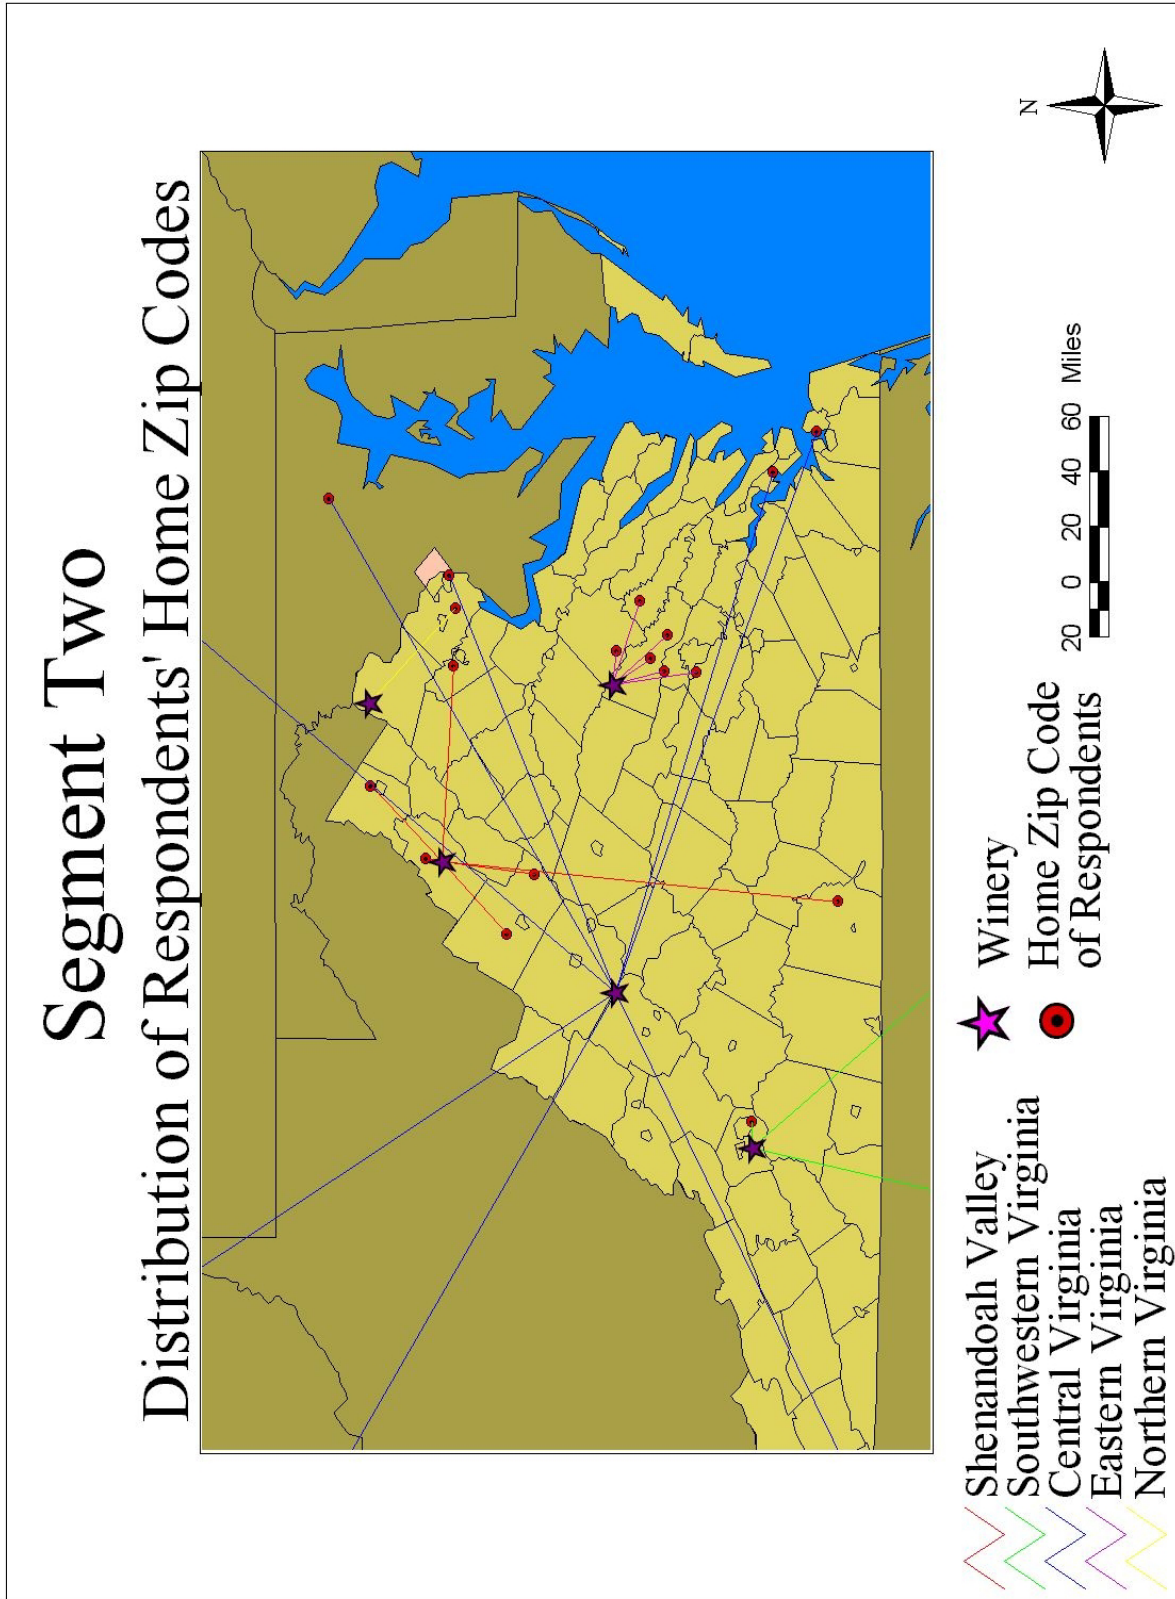 Segment Two
Distribution of Respondents' Home Zip Codes
N
Shenandoah Valley
Southwestern Virginia
Central Virginia
Eastern Virginia
Northern Virginia
Winery
Home Zip Code
of Respondents
20 0 20 40 60 Miles